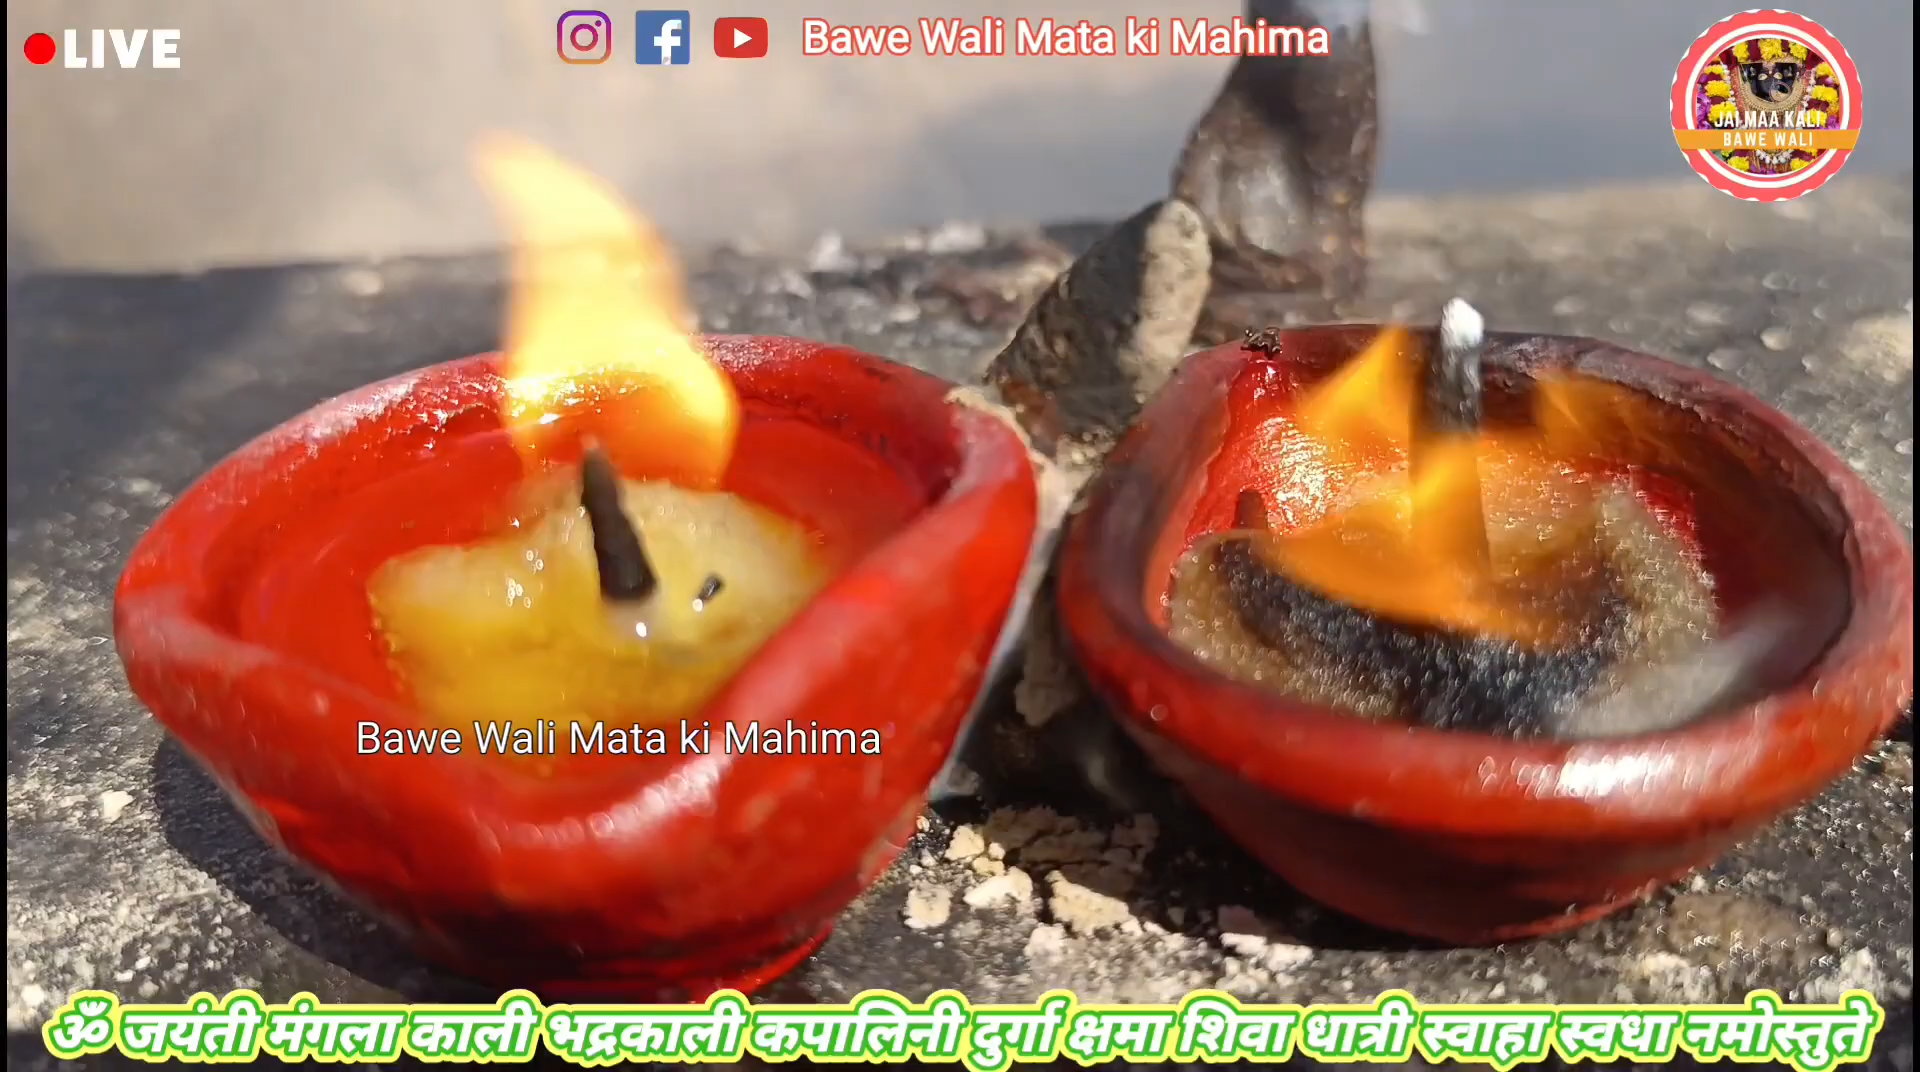 LIVE
Bawe Wali Mata ki Mahima
JAI MAA KALI
BAWE WALI
Bawe Wali Mata ki Mahima
ॐ जयंती मंगला काली भद्रकाली कपालिनी दुर्गा क्षमा शिवा धात्री स्वाहा स्वधा नमोस्तुते